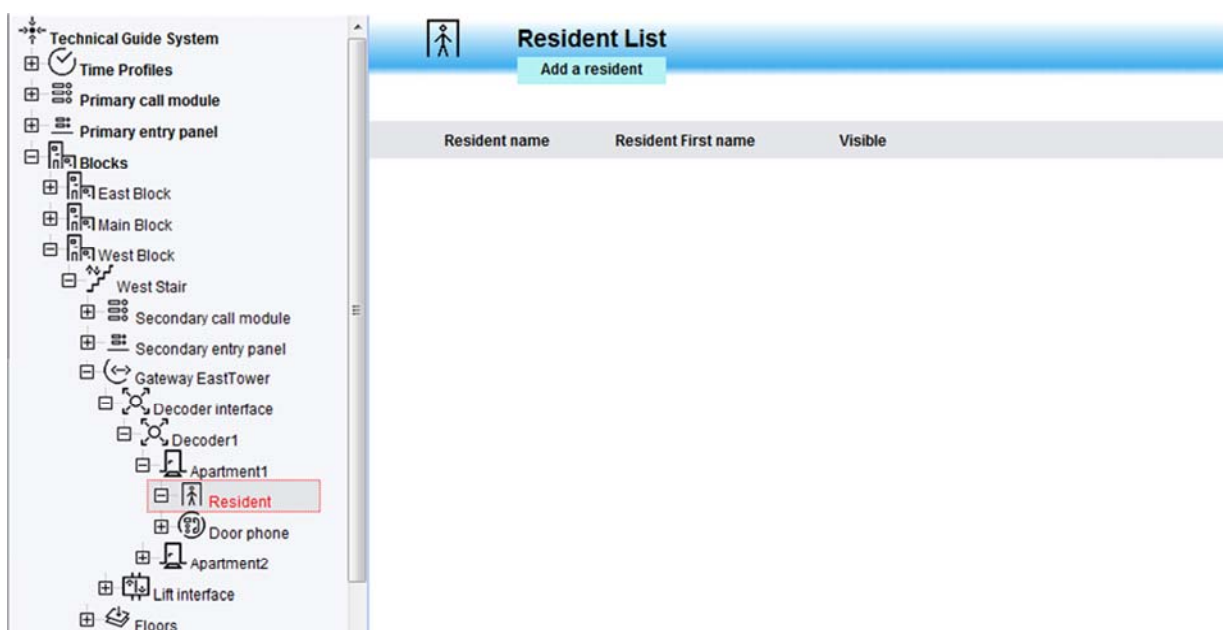 Technical Guide System
Time Profiles
Primary call module
Primary entry panel
Blocks
East Block
Main Block
West Block
West Stair
Secondary call module
Secondary entry panel
Gateway EastTower
Decoder interface
Decoder1
Apartment1
Resident
Door phone
Apartment2
Lift interface
Floors
Resident List
Add a resident
Resident name Resident First name Visible